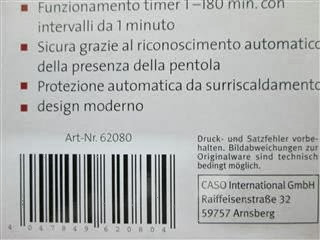 Funzionamento timer 1–180 min. con
intervalli da 1 minuto
Sicura grazie al riconoscimento automatico
della presenza della pentola
Protezione automatica da surriscaldamento
design moderno
Art-Nr. 62080
Druck- und Satzfehler vorbe-
halten. Bildabweichungen zur
Originalware sind technisch
bedingt möglich.
CASO International GmbH
Raiffeisenstraße 32
59757 Arnsberg
4 047849 620804